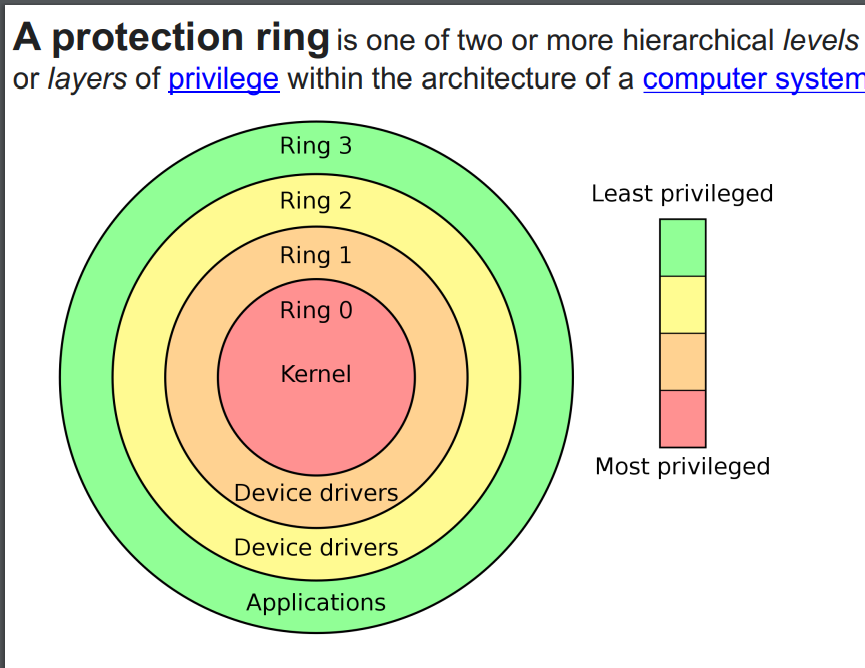 A protection ring is one of two or more hierarchical levels
or layers of privilege within the architecture of a computer system
Ring 3
Ring 2
Ring 1
Ring 0
Kernel
Device drivers
Device drivers
Applications
Least privileged
Most privileged